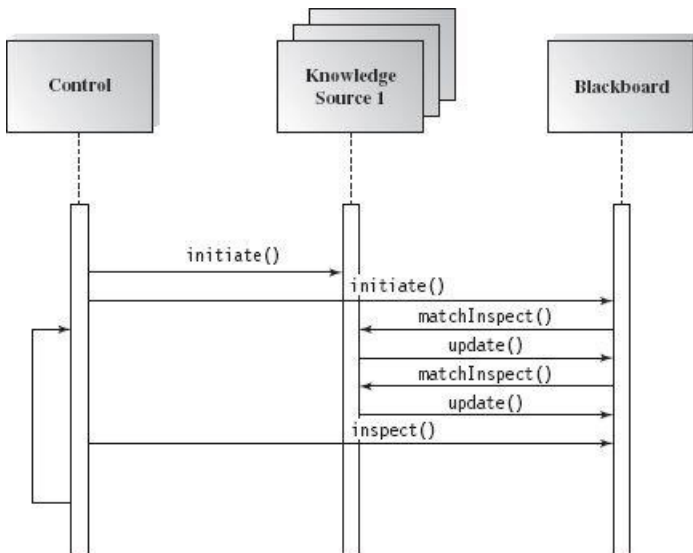 Control
Knowledge
Source 1
Blackboard
initiate()
initiate()
matchInspect()
update()
matchInspect()
update()
inspect()